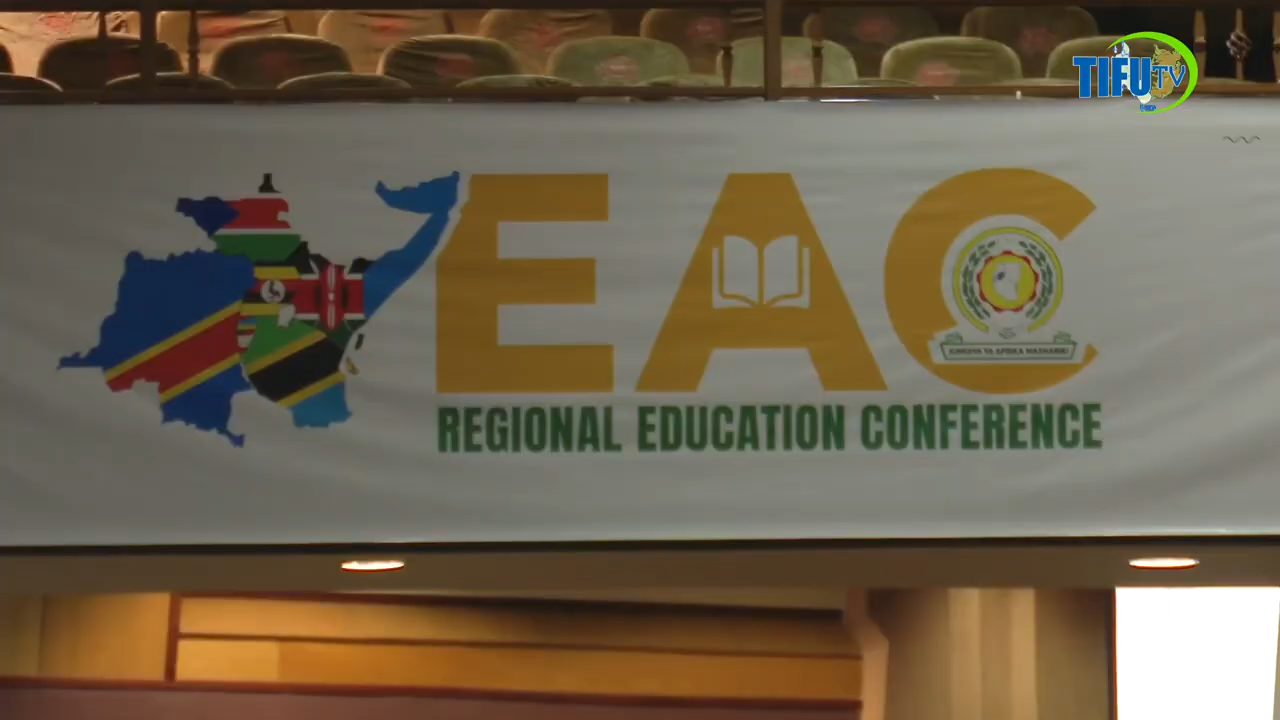 TIFU TV
EAC
JUMUIYA YA AFRIKA MASHARIKI
REGIONAL EDUCATION CONFERENCE